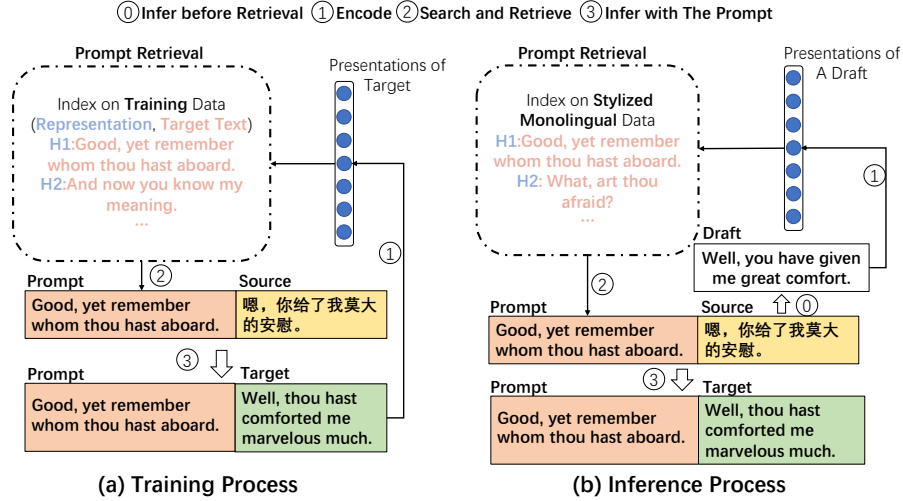 ⓪Infer before Retrieval ①Encode ②Search and Retrieve ③Infer with The Prompt
Prompt Retrieval
Index on Training Data
(Representation, Target Text)
H1:Good, yet remember
whom thou hast aboard.
H2:And now you know my
meaning.
...
Presentations of
Target
①
②
Prompt
Good, yet remember
whom thou hast aboard.
Source
嗯，你给了我莫大
的安慰。
③
Prompt
Good, yet remember
whom thou hast aboard.
Target
Well, thou hast
comforted me
marvelous much.
(a) Training Process
Prompt Retrieval
Index on Stylized
Monolingual Data
H1:Good, yet remember
whom thou hast aboard.
H2: What, art thou
afraid?
...
Presentations of
A Draft
①
Draft
Well, you have given
me great comfort.
②
⓪
Prompt
Good, yet remember
whom thou hast aboard.
Source
嗯，你给了我莫大
的安慰。
③
Prompt
Good, yet remember
whom thou hast aboard.
Target
Well, thou hast
comforted me
marvelous much.
(b) Inference Process